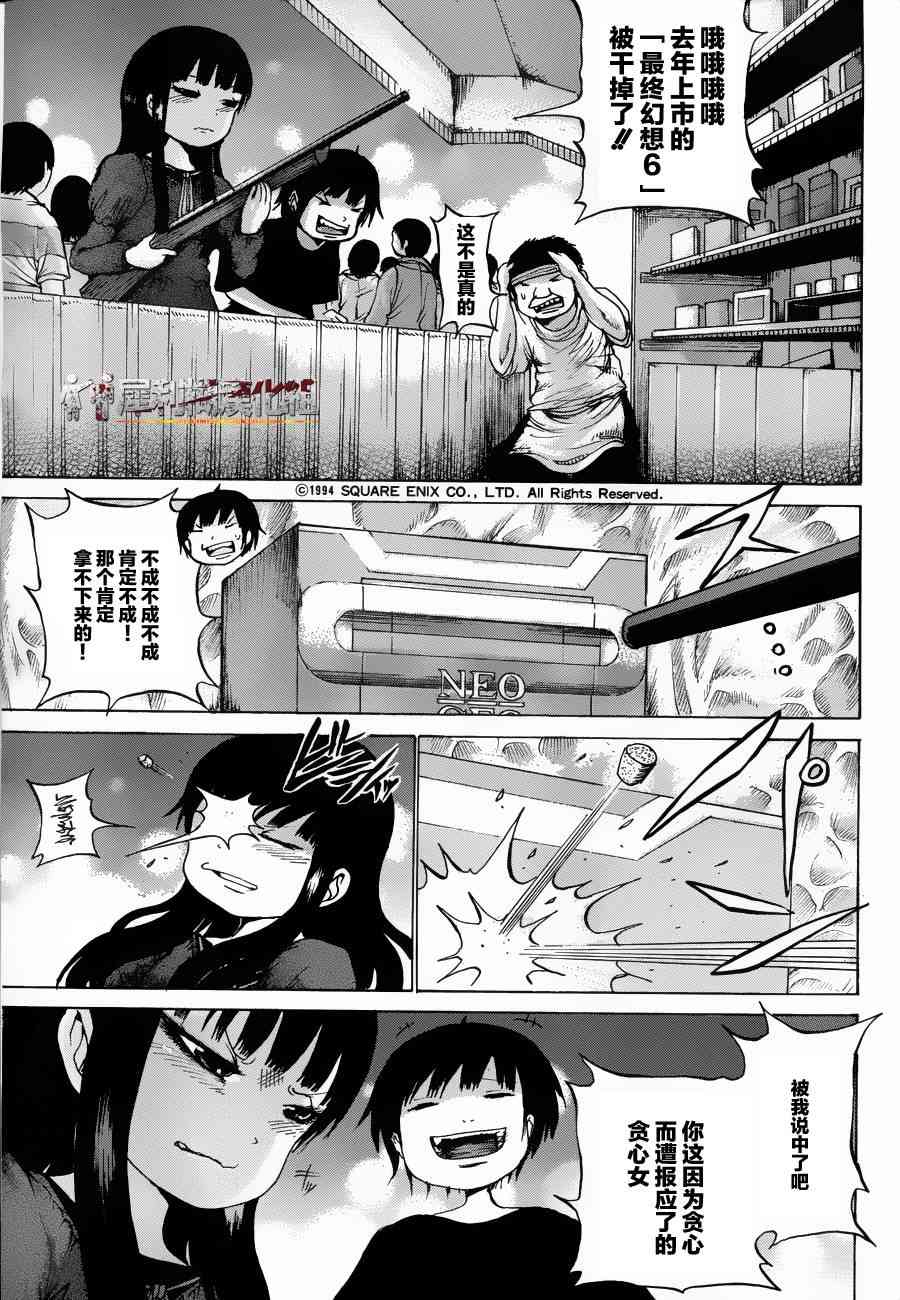 哦哦哦哦
去年上市的
「最终幻想6」
被干掉了!!
这不是真的
©1994 SQUARE ENIX CO., LTD. All Rights Reserved.
NEO
GEO
不成不成不成
肯定不成！
那个肯定
拿不下来的！
被我说中了吧
你这因为贪心
而遭报应了的
贪心女